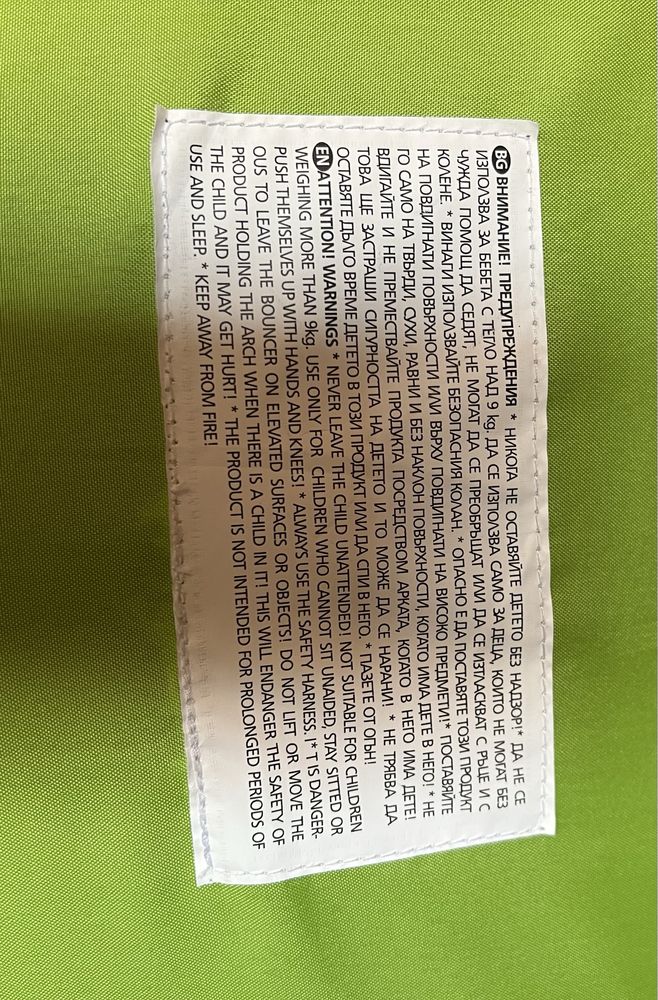 BG ВНИМАНИЕ! ПРЕДУПРЕЖДЕНИЯ * НИКОГА НЕ ОСТАВЯЙТЕ ДЕТЕТО БЕЗ НАДЗОР!* ДА НЕ СЕ
ИЗПОЛЗВА ЗА БЕБЕТА С ТЕГЛО НАД 9 kg. ДА СЕ ИЗПОЛЗВА САМО ЗА ДЕЦА, КОИТО НЕ МОГАТ БЕЗ
ЧУЖДА ПОМОЩ ДА СЕДЯТ, НЕ МОГАТ ДА СЕ ПРЕОБРЪЩАТ ИЛИ ДА СЕ ИЗТЛАСКВАТ С РЪЦЕ И С
КОЛЕНЕ. * ВИНАГИ ИЗПОЛЗВАЙТЕ БЕЗОПАСНИЯ КОЛАН. * ОПАСНО Е ДА ПОСТАВЯТЕ ТОЗИ ПРОДУКТ
НА ПОВДИГНАТИ ПОВЪРХНОСТИ ИЛИ ВЪРХУ ПОВДИГНАТИ НА ВИСОКО ПРЕДМЕТИ!* ПОСТАВЯЙТЕ
ГО САМО НА ТВЪРДИ, СУХИ, РАВНИ И БЕЗ НАКЛОН ПОВЪРХНОСТИ, КОГАТО ИМА ДЕТЕ В НЕГО! * НЕ
ВДИГАЙТЕ И НЕ ПРЕМЕСТВАЙТЕ ПРОДУКТА ПОСРЕДСТВОМ АРКАТА, КОГАТО В НЕГО ИМА ДЕТЕ!
ТОВА ЩЕ ЗАСТРАШИ СИГУРНОСТТА НА ДЕТЕТО И ТО МОЖЕ ДА СЕ НАРАНИ! * НЕ ТРЯБВА ДА
ОСТАВЯТЕ ДЪЛГО ВРЕМЕ ДЕТЕТО В ТОЗИ ПРОДУКТ ИЛИ ДА СПИ В НЕГО. * ПАЗЕТЕ ОТ ОГЪН!
EN ATTENTION! WARNINGS * NEVER LEAVE THE CHILD UNATTENDED! NOT SUITABLE FOR CHILDREN
WEIGHING MORE THAN 9kg. USE ONLY FOR CHILDREN WHO CANNOT SIT UNAIDED, STAY SITTED OR
PUSH THEMSELVES UP WITH HANDS AND KNEES! * ALWAYS USE THE SAFETY HARNESS. I* T IS DANGER-
OUS TO LEAVE THE BOUNCER ON ELEVATED SURFACES OR OBJECTS! DO NOT LIFT OR MOVE THE
PRODUCT HOLDING THE ARCH WHEN THERE IS A CHILD IN IT! THIS WILL ENDANGER THE SAFETY OF
THE CHILD AND IT MAY GET HURT! * THE PRODUCT IS NOT INTENDED FOR PROLONGED PERIODS OF
USE AND SLEEP. * KEEP AWAY FROM FIRE!